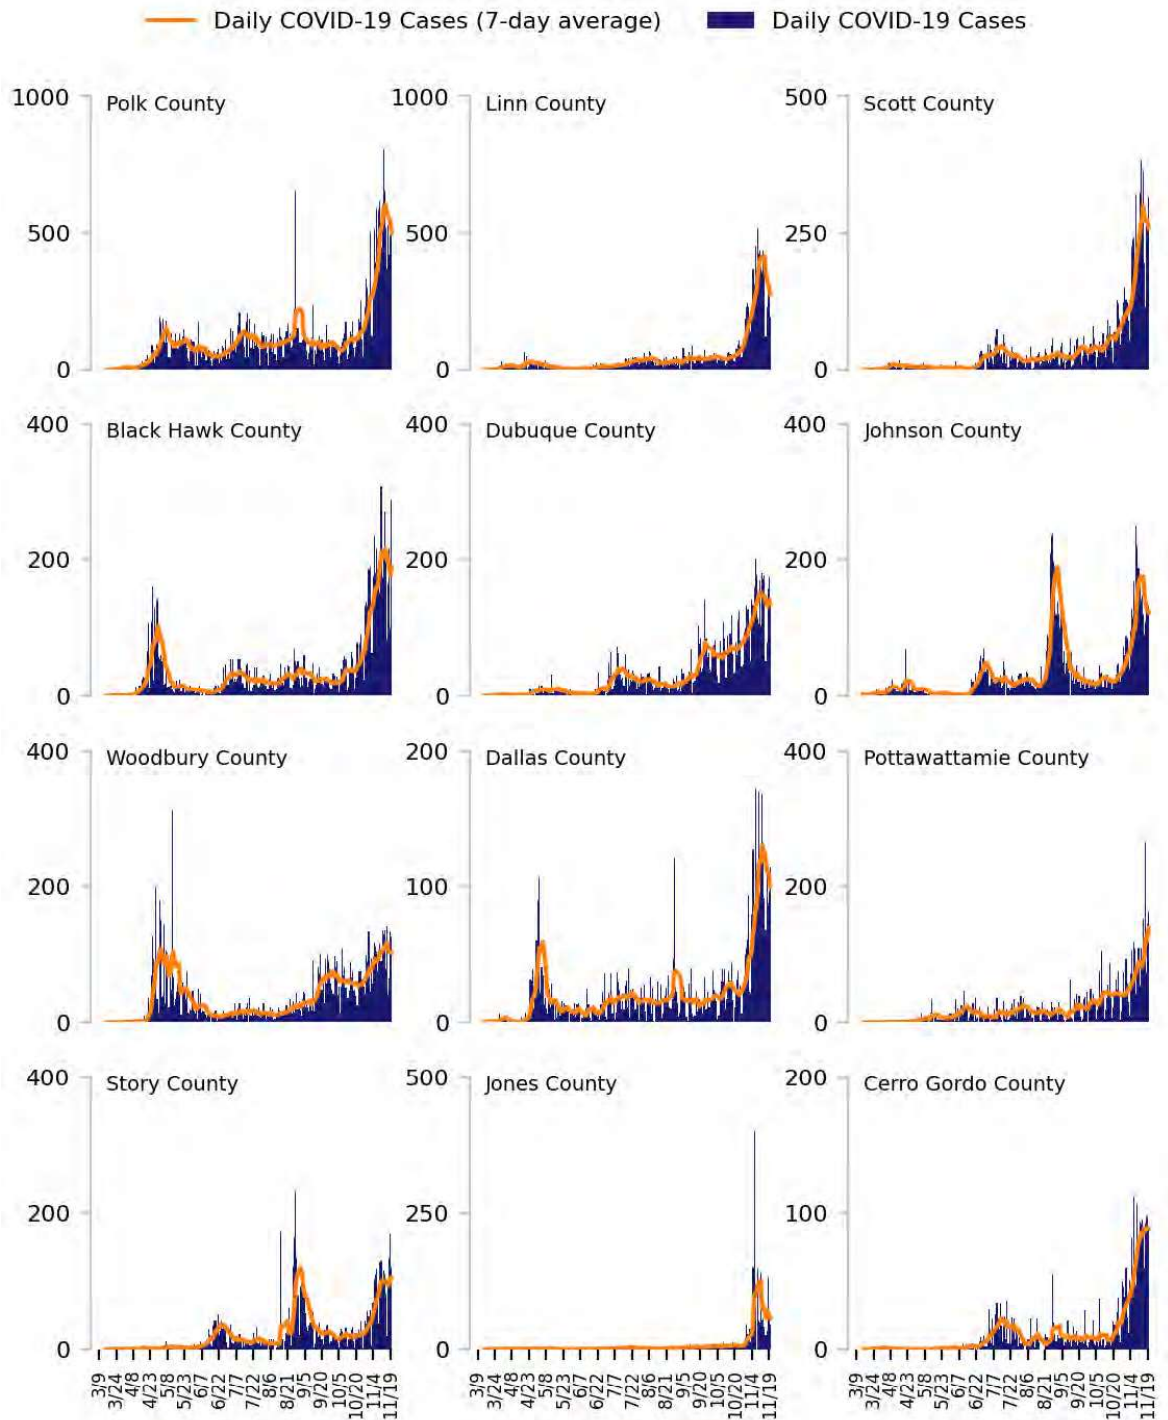 Daily COVID-19 Cases (7-day average) Daily COVID-19 Cases
1000 Polk County 1000 Linn County 500 Scott County
500 500 250
0 0 0
400 Black Hawk County 400 Dubuque County 400 Johnson County
200 200 200
0 0 0
400 Woodbury County 200 Dallas County 400 Pottawattamie County
200 100 200
0 0 0
400 Story County 500 Jones County 200 Cerro Gordo County
200 250 100
0 0 0
3/9 3/24 4/8 4/23 5/8 5/23 6/7 6/22 7/7 7/22 8/6 8/21 9/5 9/20 10/5 10/20 11/4 11/19 3/9 3/24 4/8 4/23 5/8 5/23 6/7 6/22 7/7 7/22 8/6 8/21 9/5 9/20 10/5 10/20 11/4 11/19 3/9 3/24 4/8 4/23 5/8 5/23 6/7 6/22 7/7 7/22 8/6 8/21 9/5 9/20 10/5 10/20 11/4 11/19